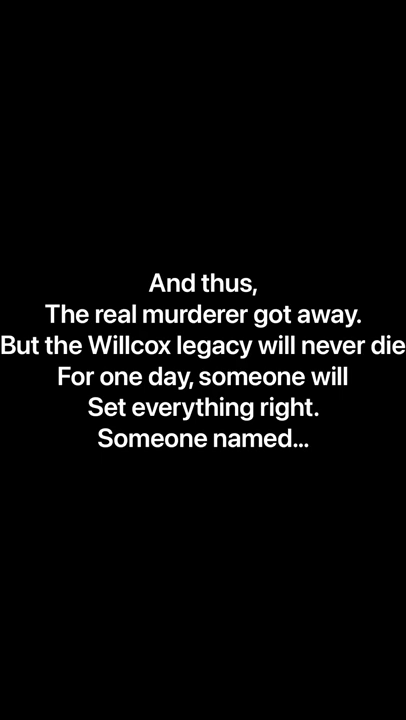 And thus,
The real murderer got away.
But the Willcox legacy will never die
For one day, someone will
Set everything right.
Someone named...